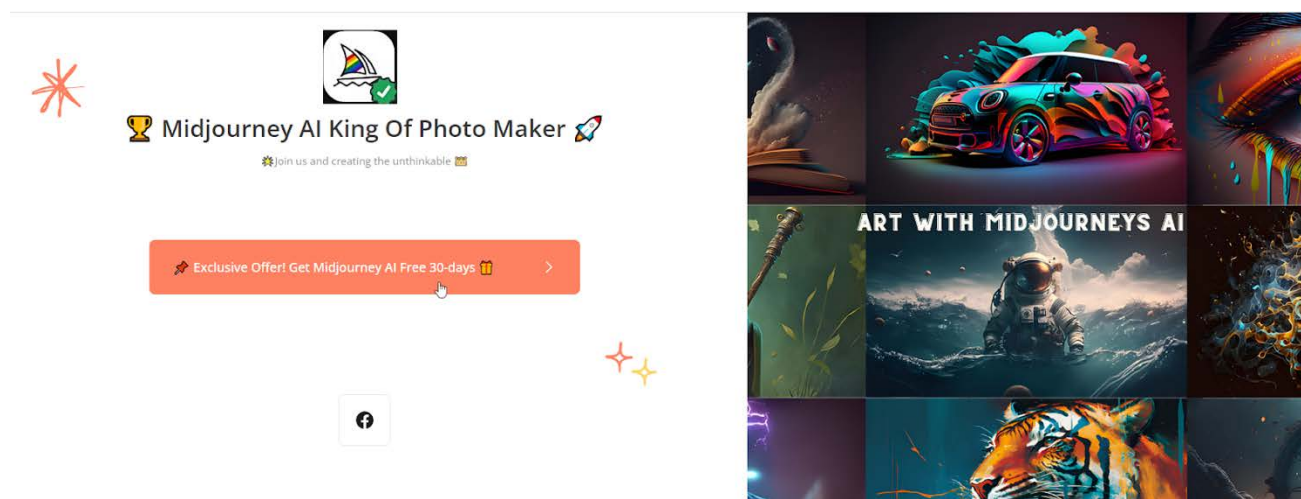 🏆 Midjourney AI King Of Photo Maker 🚀
🌟Join us and creating the unthinkable 👑
📌 Exclusive Offer! Get Midjourney AI Free 30-days 🎁
ART WITH MIDJOURNEYS AI